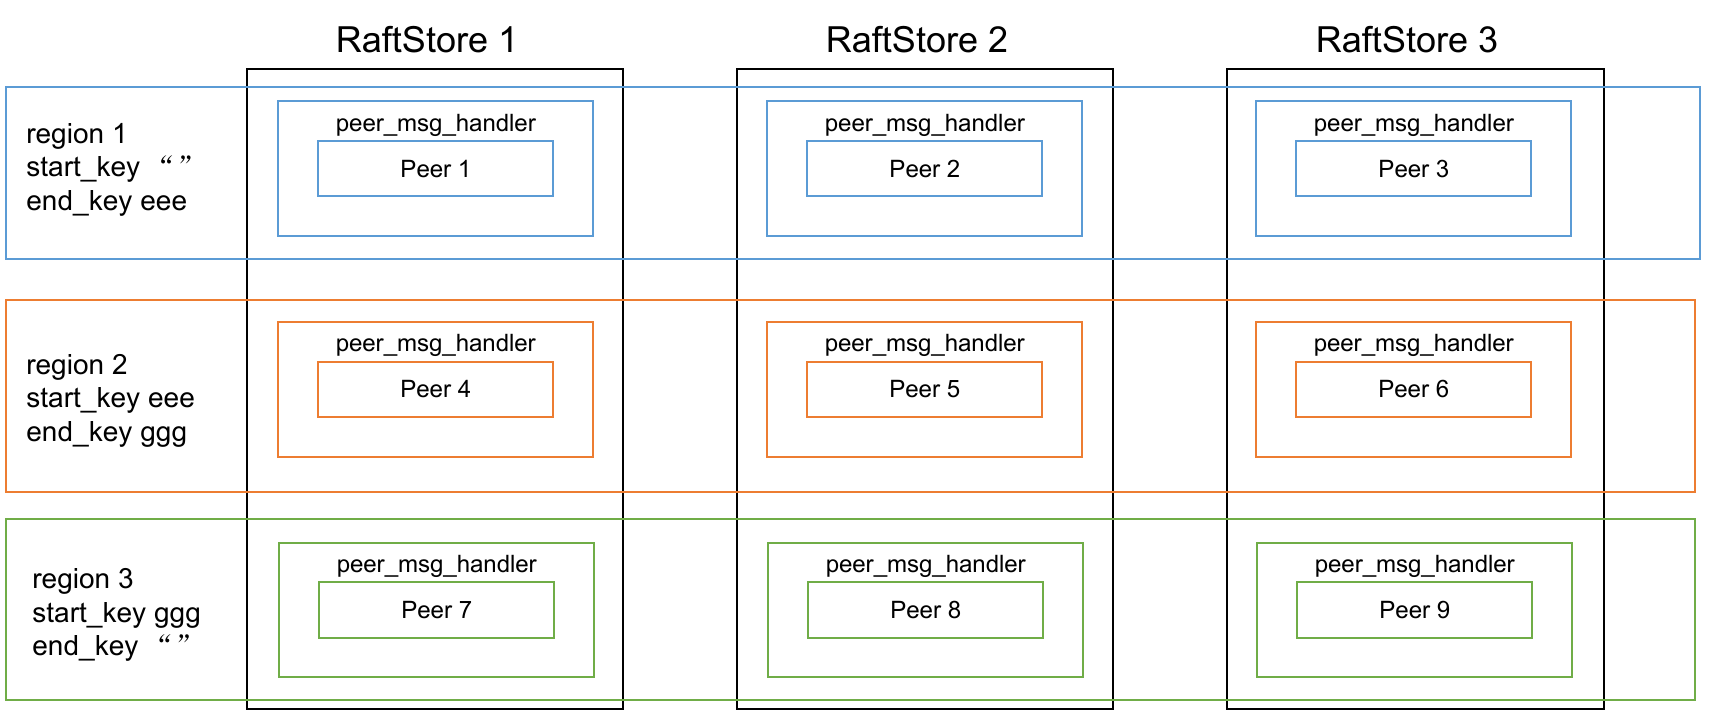 RaftStore 1
RaftStore 2
RaftStore 3
region 1
start_key “ ”
end_key eee
peer_msg_handler
Peer 1
peer_msg_handler
Peer 2
peer_msg_handler
Peer 3
region 2
start_key eee
end_key ggg
peer_msg_handler
Peer 4
peer_msg_handler
Peer 5
peer_msg_handler
Peer 6
region 3
start_key ggg
end_key “ ”
peer_msg_handler
Peer 7
peer_msg_handler
Peer 8
peer_msg_handler
Peer 9